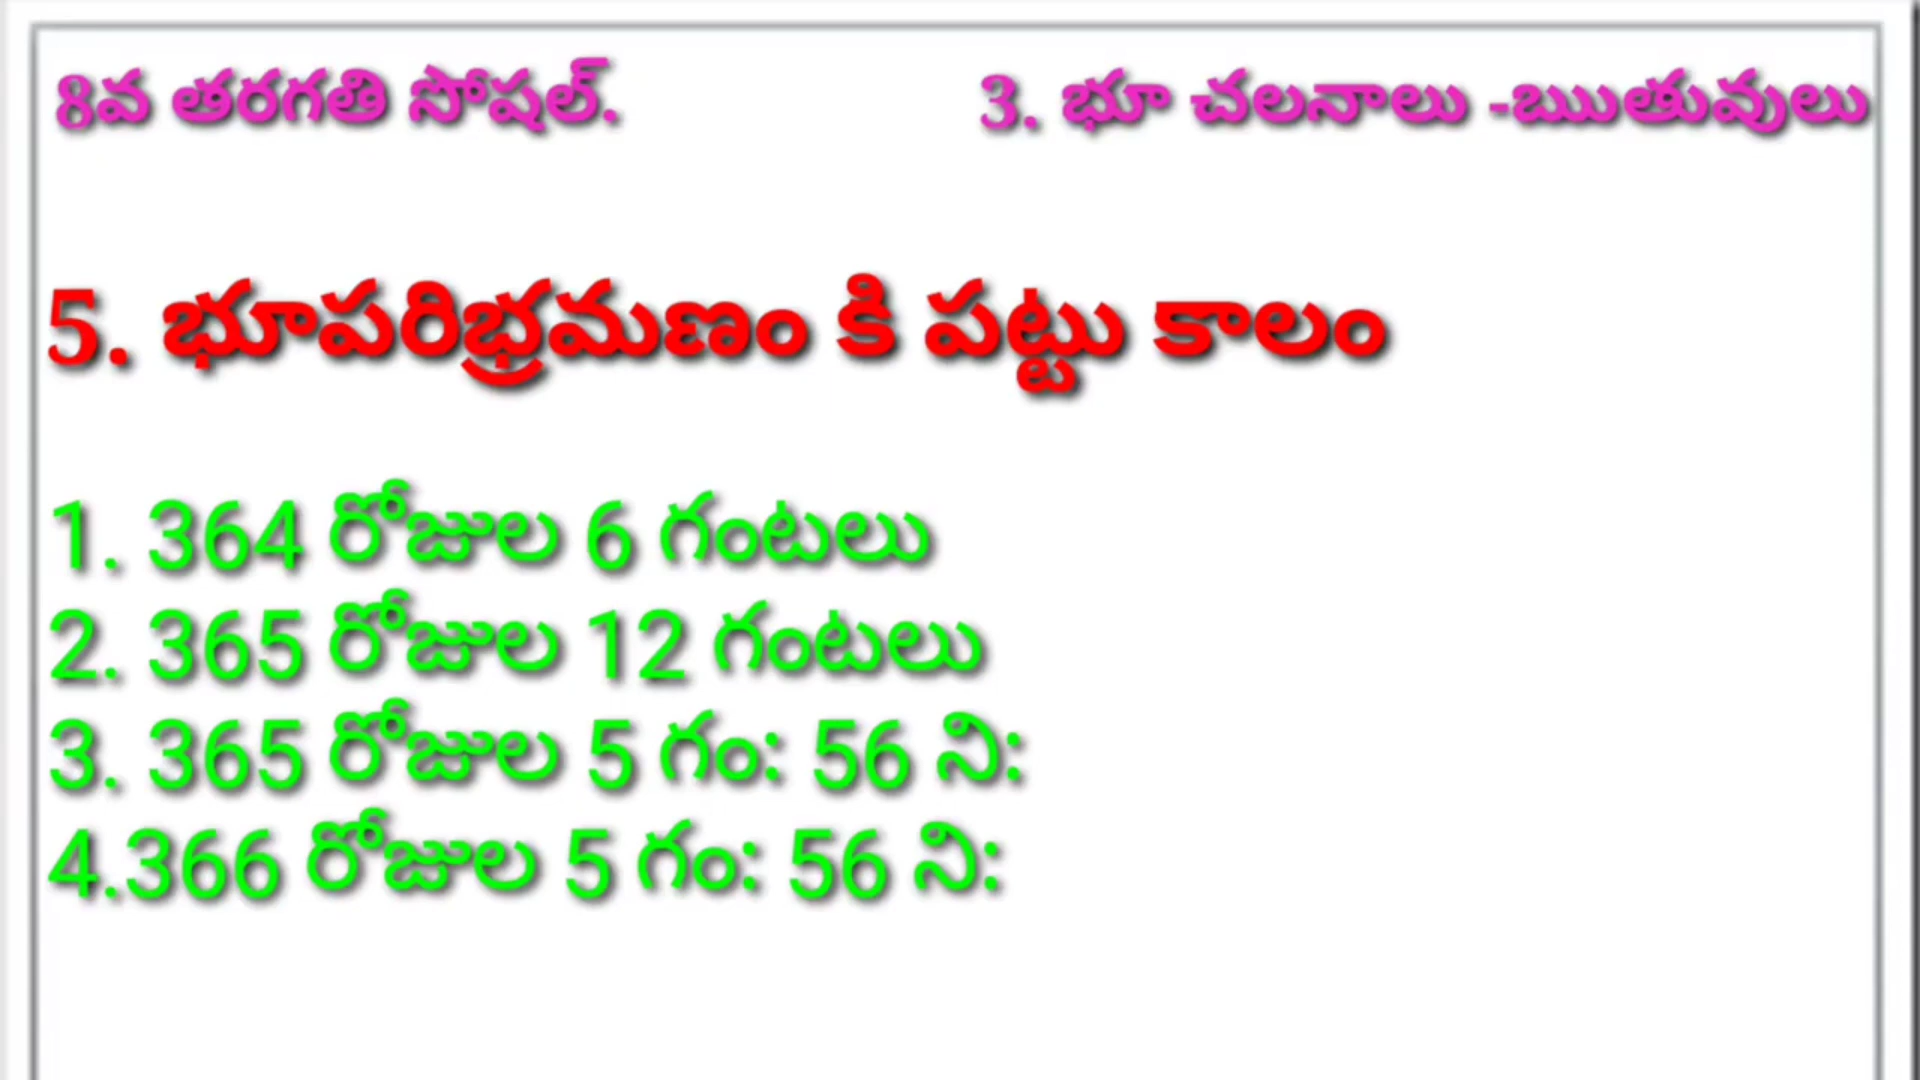 8వ తరగతి సోషల్. 3. భూ చలనాలు -ఋతువులు
5. భూపరిభ్రమణం కి పట్టు కాలం
1. 364 రోజుల 6 గంటలు
2. 365 రోజుల 12 గంటలు
3. 365 రోజుల 5 గం: 56 ని:
4.366 రోజుల 5 గం: 56 ని: